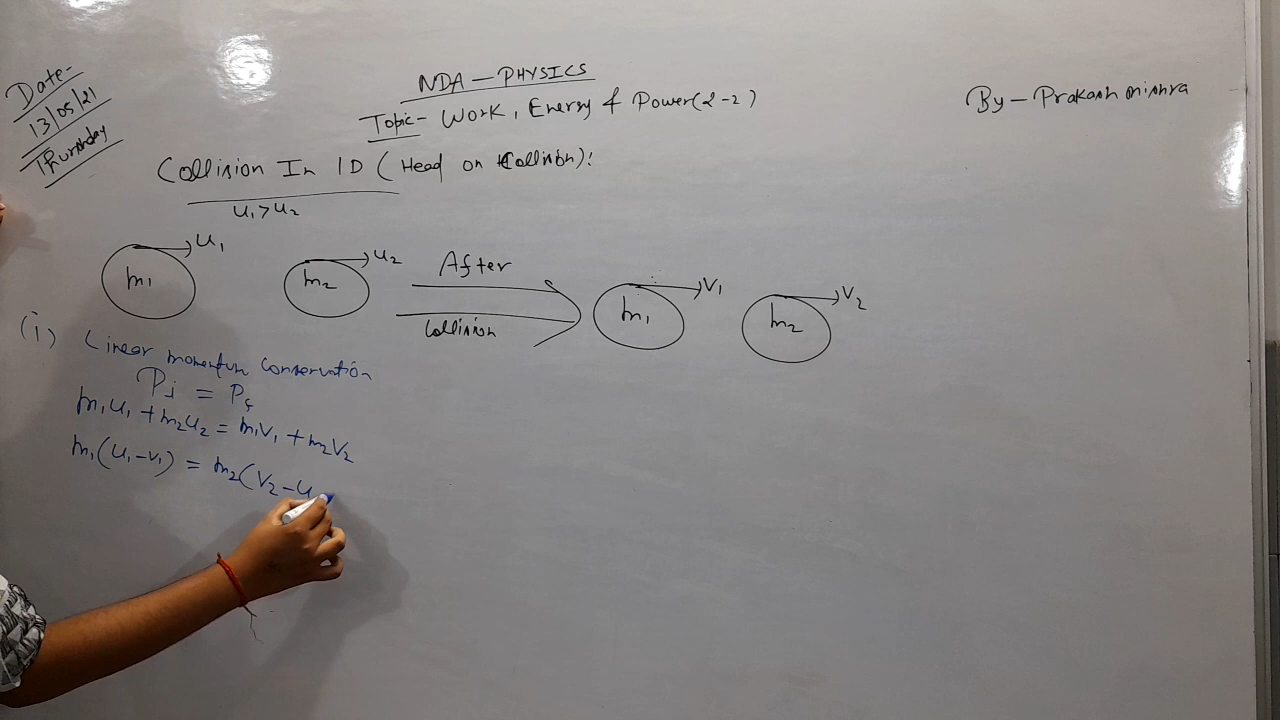 Date-
13/05/21
Thursday
NDA - PHYSICS
Topic- Work, Energy & Power (2-2)
By - Prakash mishra
Collision In 1D (Head on Collision):
u₁>u₂
m₁ u₁
m₂ u₂
After
Collision
m₁ v₁
m₂ v₂
(i) Linear momentum conservation
Pi = Pf
m₁u₁ + m₂u₂ = m₁v₁ + m₂v₂
m₁(u₁-v₁) = m₂(v₂-u